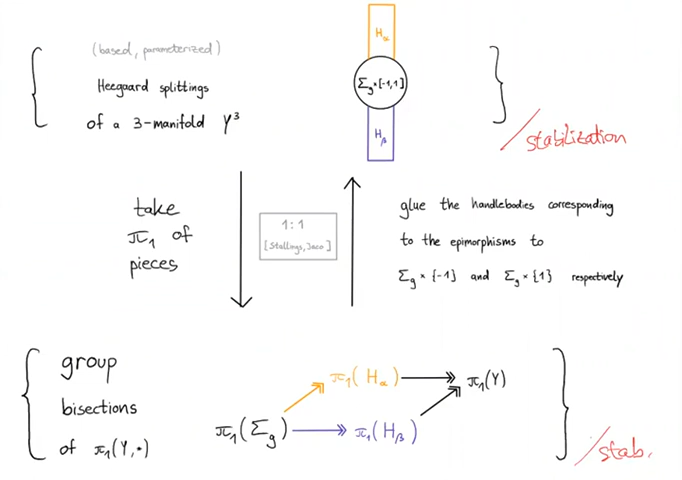 (based, parameterized)
Heegaard splittings
of a 3-manifold Y³
H_α
Σ_g × [-1,1]
H_β
/stabilization
take
π₁ of
pieces
1:1
[Stallings, Jaco]
glue the handlebodies corresponding
to the epimorphisms to
Σ_g × {-1} and Σ_g × {1} respectively
group
bisections
of π₁(Y,•)
π₁(H_α)
π₁(Y)
π₁(Σ_g)
π₁(H_β)
/stab.